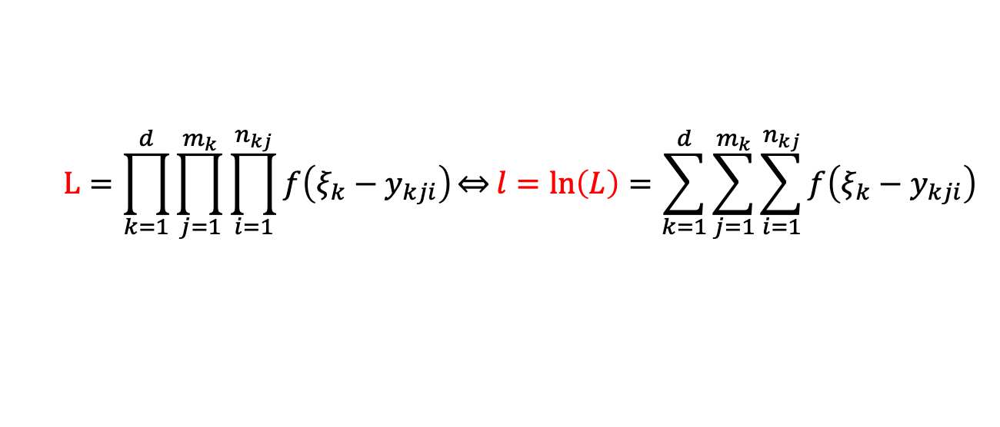 L = ∏_{k=1}^{d} ∏_{j=1}^{m_k} ∏_{i=1}^{n_{kj}} f(ξ_k − y_{kji}) ⇔ l = ln(L) = ∑_{k=1}^{d} ∑_{j=1}^{m_k} ∑_{i=1}^{n_{kj}} f(ξ_k − y_{kji})